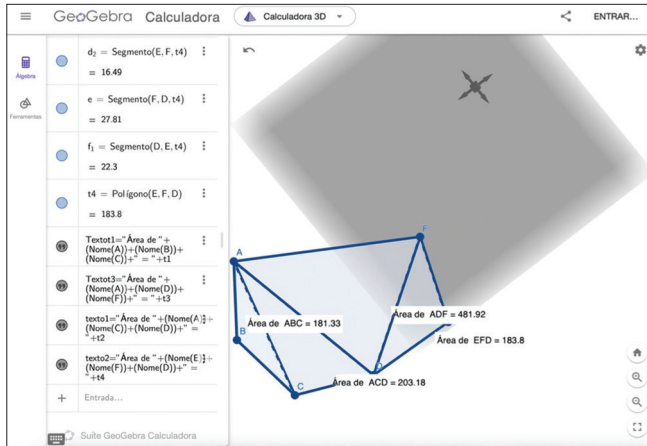 GeoGebra Calculadora
Calculadora 3D
ENTRAR...
Álgebra
Ferramentas
d₂ = Segmento(E, F, t4)
= 16.49
e = Segmento(F, D, t4)
= 27.81
f₁ = Segmento(D, E, t4)
= 22.3
t4 = Polígono(E, F, D)
= 183.8
Textot1="Área de "+
(Nome(A))+(Nome(B))+
(Nome(C))+" = "+t1
Textot3="Área de "+
(Nome(A))+(Nome(D))+
(Nome(F))+" = "+t3
texto1="Área de "+(Nome(A))+
(Nome(C))+(Nome(D))+" =
"+t2
texto2="Área de "+(Nome(E))+
(Nome(F))+(Nome(D))+" =
"+t4
Entrada...
Suíte GeoGebra Calculadora
A
F
B
C
D
Área de ABC = 181.33
Área de ADF = 481.92
Área de EFD = 183.8
Área de ACD = 203.18